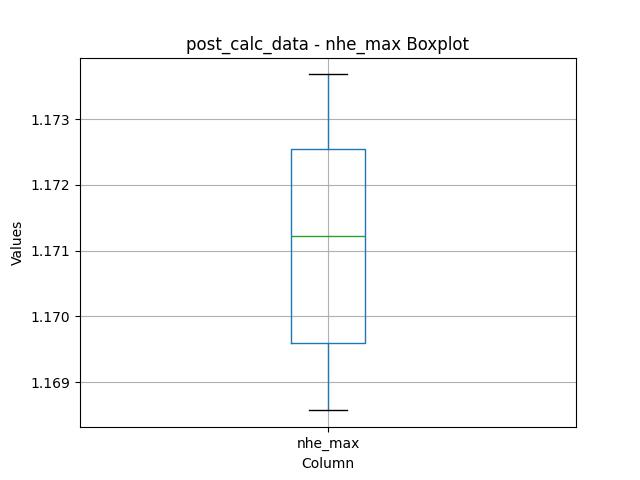 post_calc_data - nhe_max Boxplot
1.173
1.172
1.171
1.170
1.169
Values
nhe_max
Column